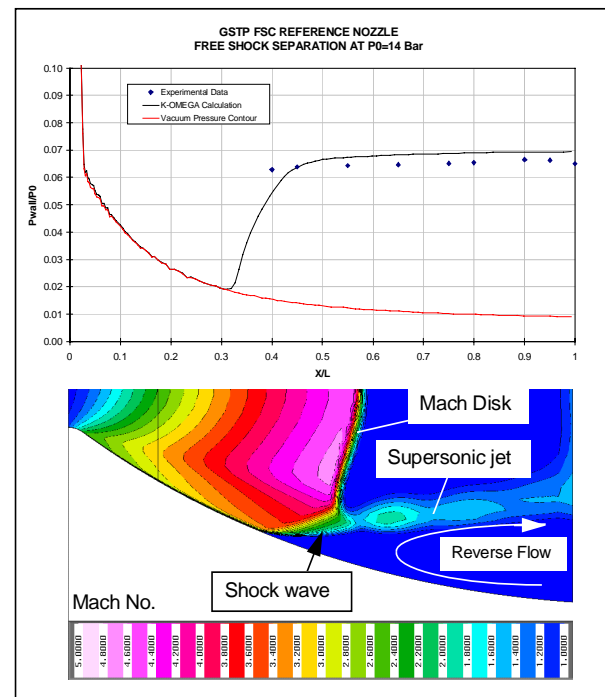 GSTP FSC REFERENCE NOZZLE
FREE SHOCK SEPARATION AT P0=14 Bar
0.10
0.09
0.08
0.07
0.06
0.05
0.04
0.03
0.02
0.01
0.00
Pwall/P0
Experimental Data
K-OMEGA Calculation
Vacuum Pressure Contour
0 0.1 0.2 0.3 0.4 0.5 0.6 0.7 0.8 0.9 1
X/L
Mach Disk
Supersonic jet
Reverse Flow
Shock wave
Mach No.
5.0000 4.8000 4.6000 4.4000 4.2000 4.0000 3.8000 3.6000 3.4000 3.2000 3.0000 2.8000 2.6000 2.4000 2.2000 2.0000 1.8000 1.6000 1.4000 1.2000 1.0000